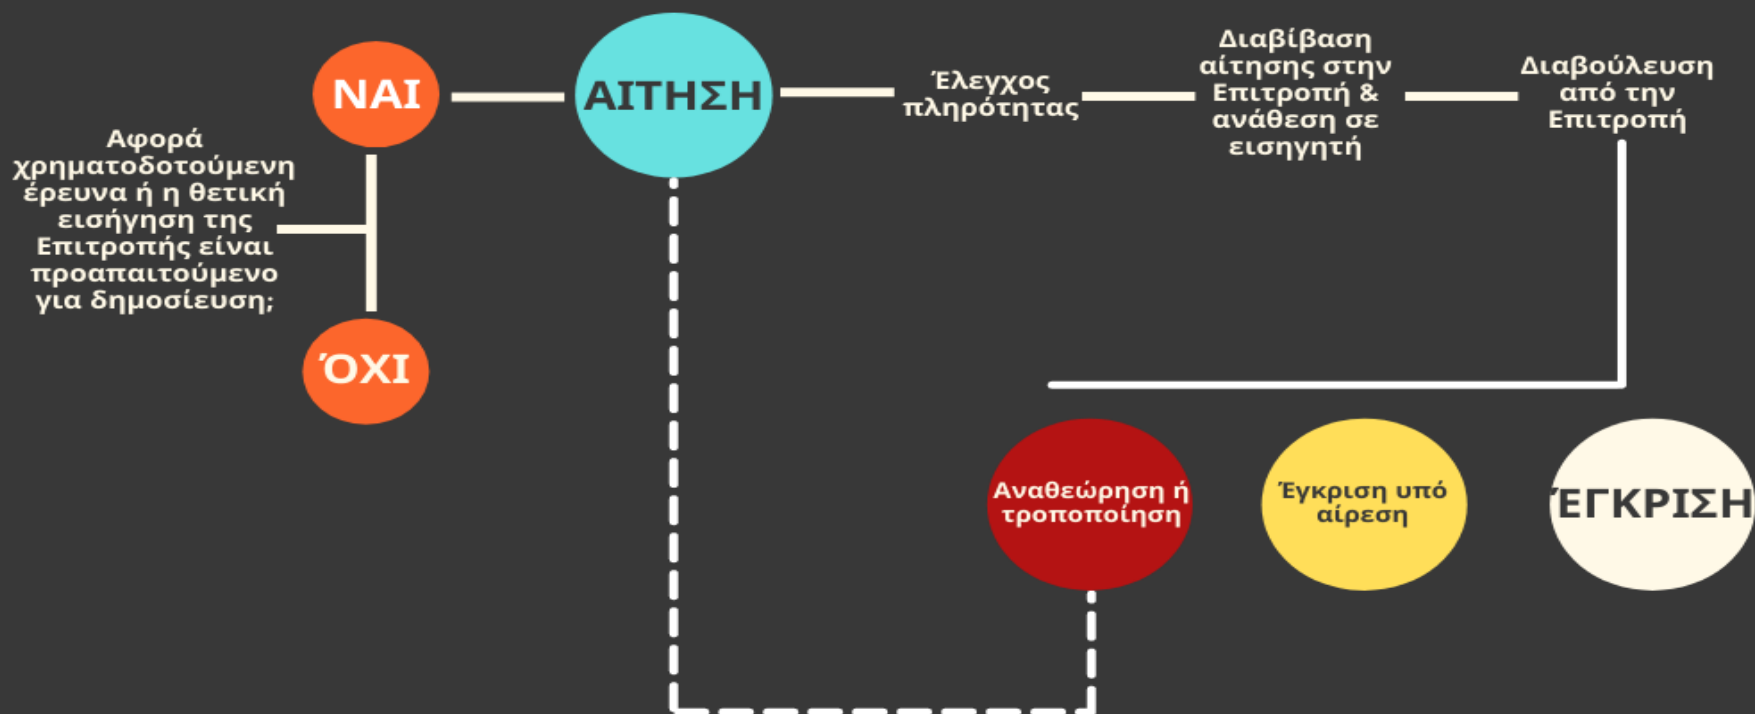 Αφορά
χρηματοδοτούμενη
έρευνα ή η θετική
εισήγηση της
Επιτροπής είναι
προαπαιτούμενο
για δημοσίευση;
ΝΑΙ
ΌΧΙ
ΑΙΤΗΣΗ
Έλεγχος
πληρότητας
Διαβίβαση
αίτησης στην
Επιτροπή &
ανάθεση σε
εισηγητή
Διαβούλευση
από την
Επιτροπή
Αναθεώρηση ή
τροποποίηση
Έγκριση υπό
αίρεση
ΈΓΚΡΙΣΗ